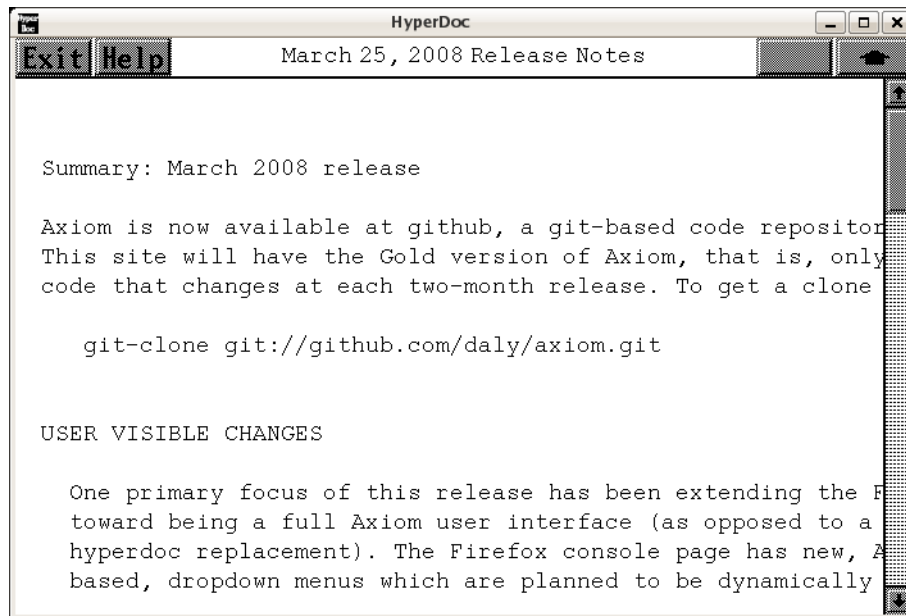 Hyper Doc
HyperDoc
Exit Help
March 25, 2008 Release Notes
Summary: March 2008 release
Axiom is now available at github, a git-based code repositor
This site will have the Gold version of Axiom, that is, only
code that changes at each two-month release. To get a clone
git-clone git://github.com/daly/axiom.git
USER VISIBLE CHANGES
One primary focus of this release has been extending the F
toward being a full Axiom user interface (as opposed to a
hyperdoc replacement). The Firefox console page has new, A
based, dropdown menus which are planned to be dynamically